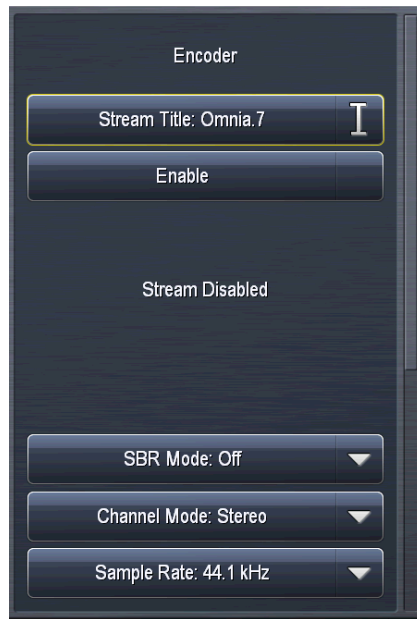 Encoder
Stream Title: Omnia.7
Enable
Stream Disabled
SBR Mode: Off
Channel Mode: Stereo
Sample Rate: 44.1 kHz